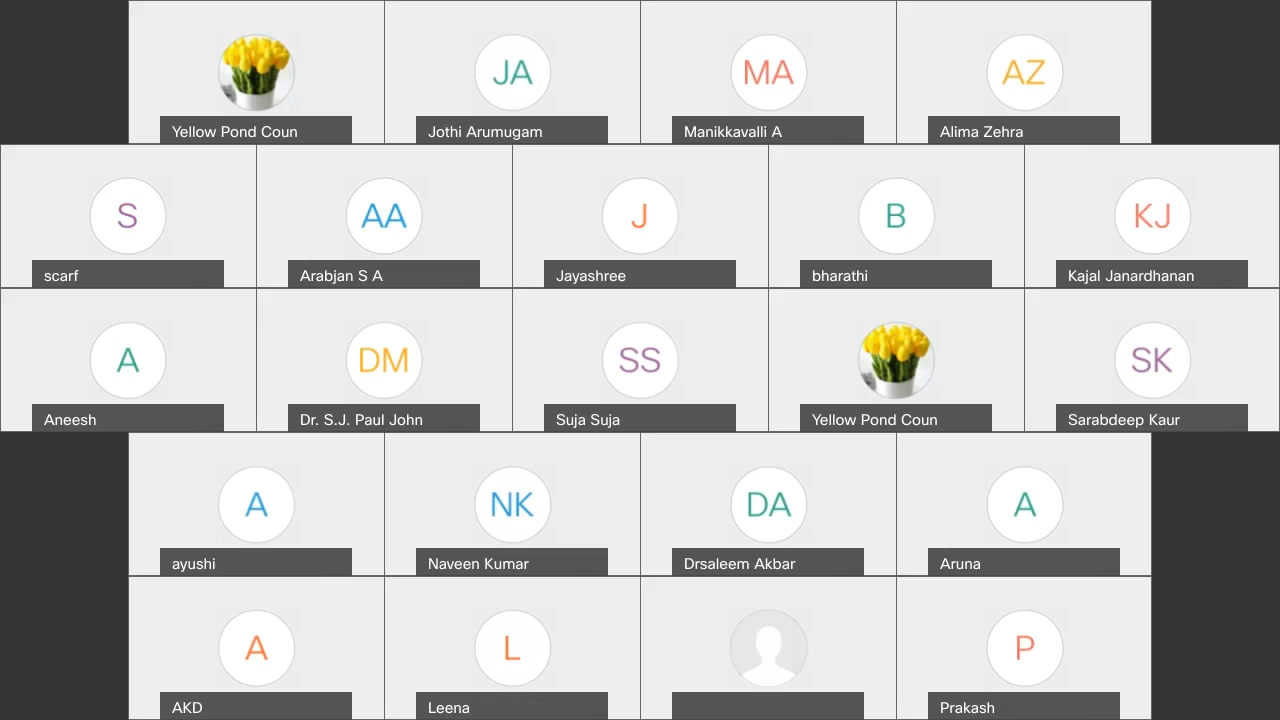 Yellow Pond Coun
JA
Jothi Arumugam
MA
Manikkavalli A
AZ
Alima Zehra
S
scarf
AA
Arabjan S A
J
Jayashree
B
bharathi
KJ
Kajal Janardhanan
A
Aneesh
DM
Dr. S.J. Paul John
SS
Suja Suja
Yellow Pond Coun
SK
Sarabdeep Kaur
A
ayushi
NK
Naveen Kumar
DA
Drsaleem Akbar
A
Aruna
A
AKD
L
Leena
P
Prakash